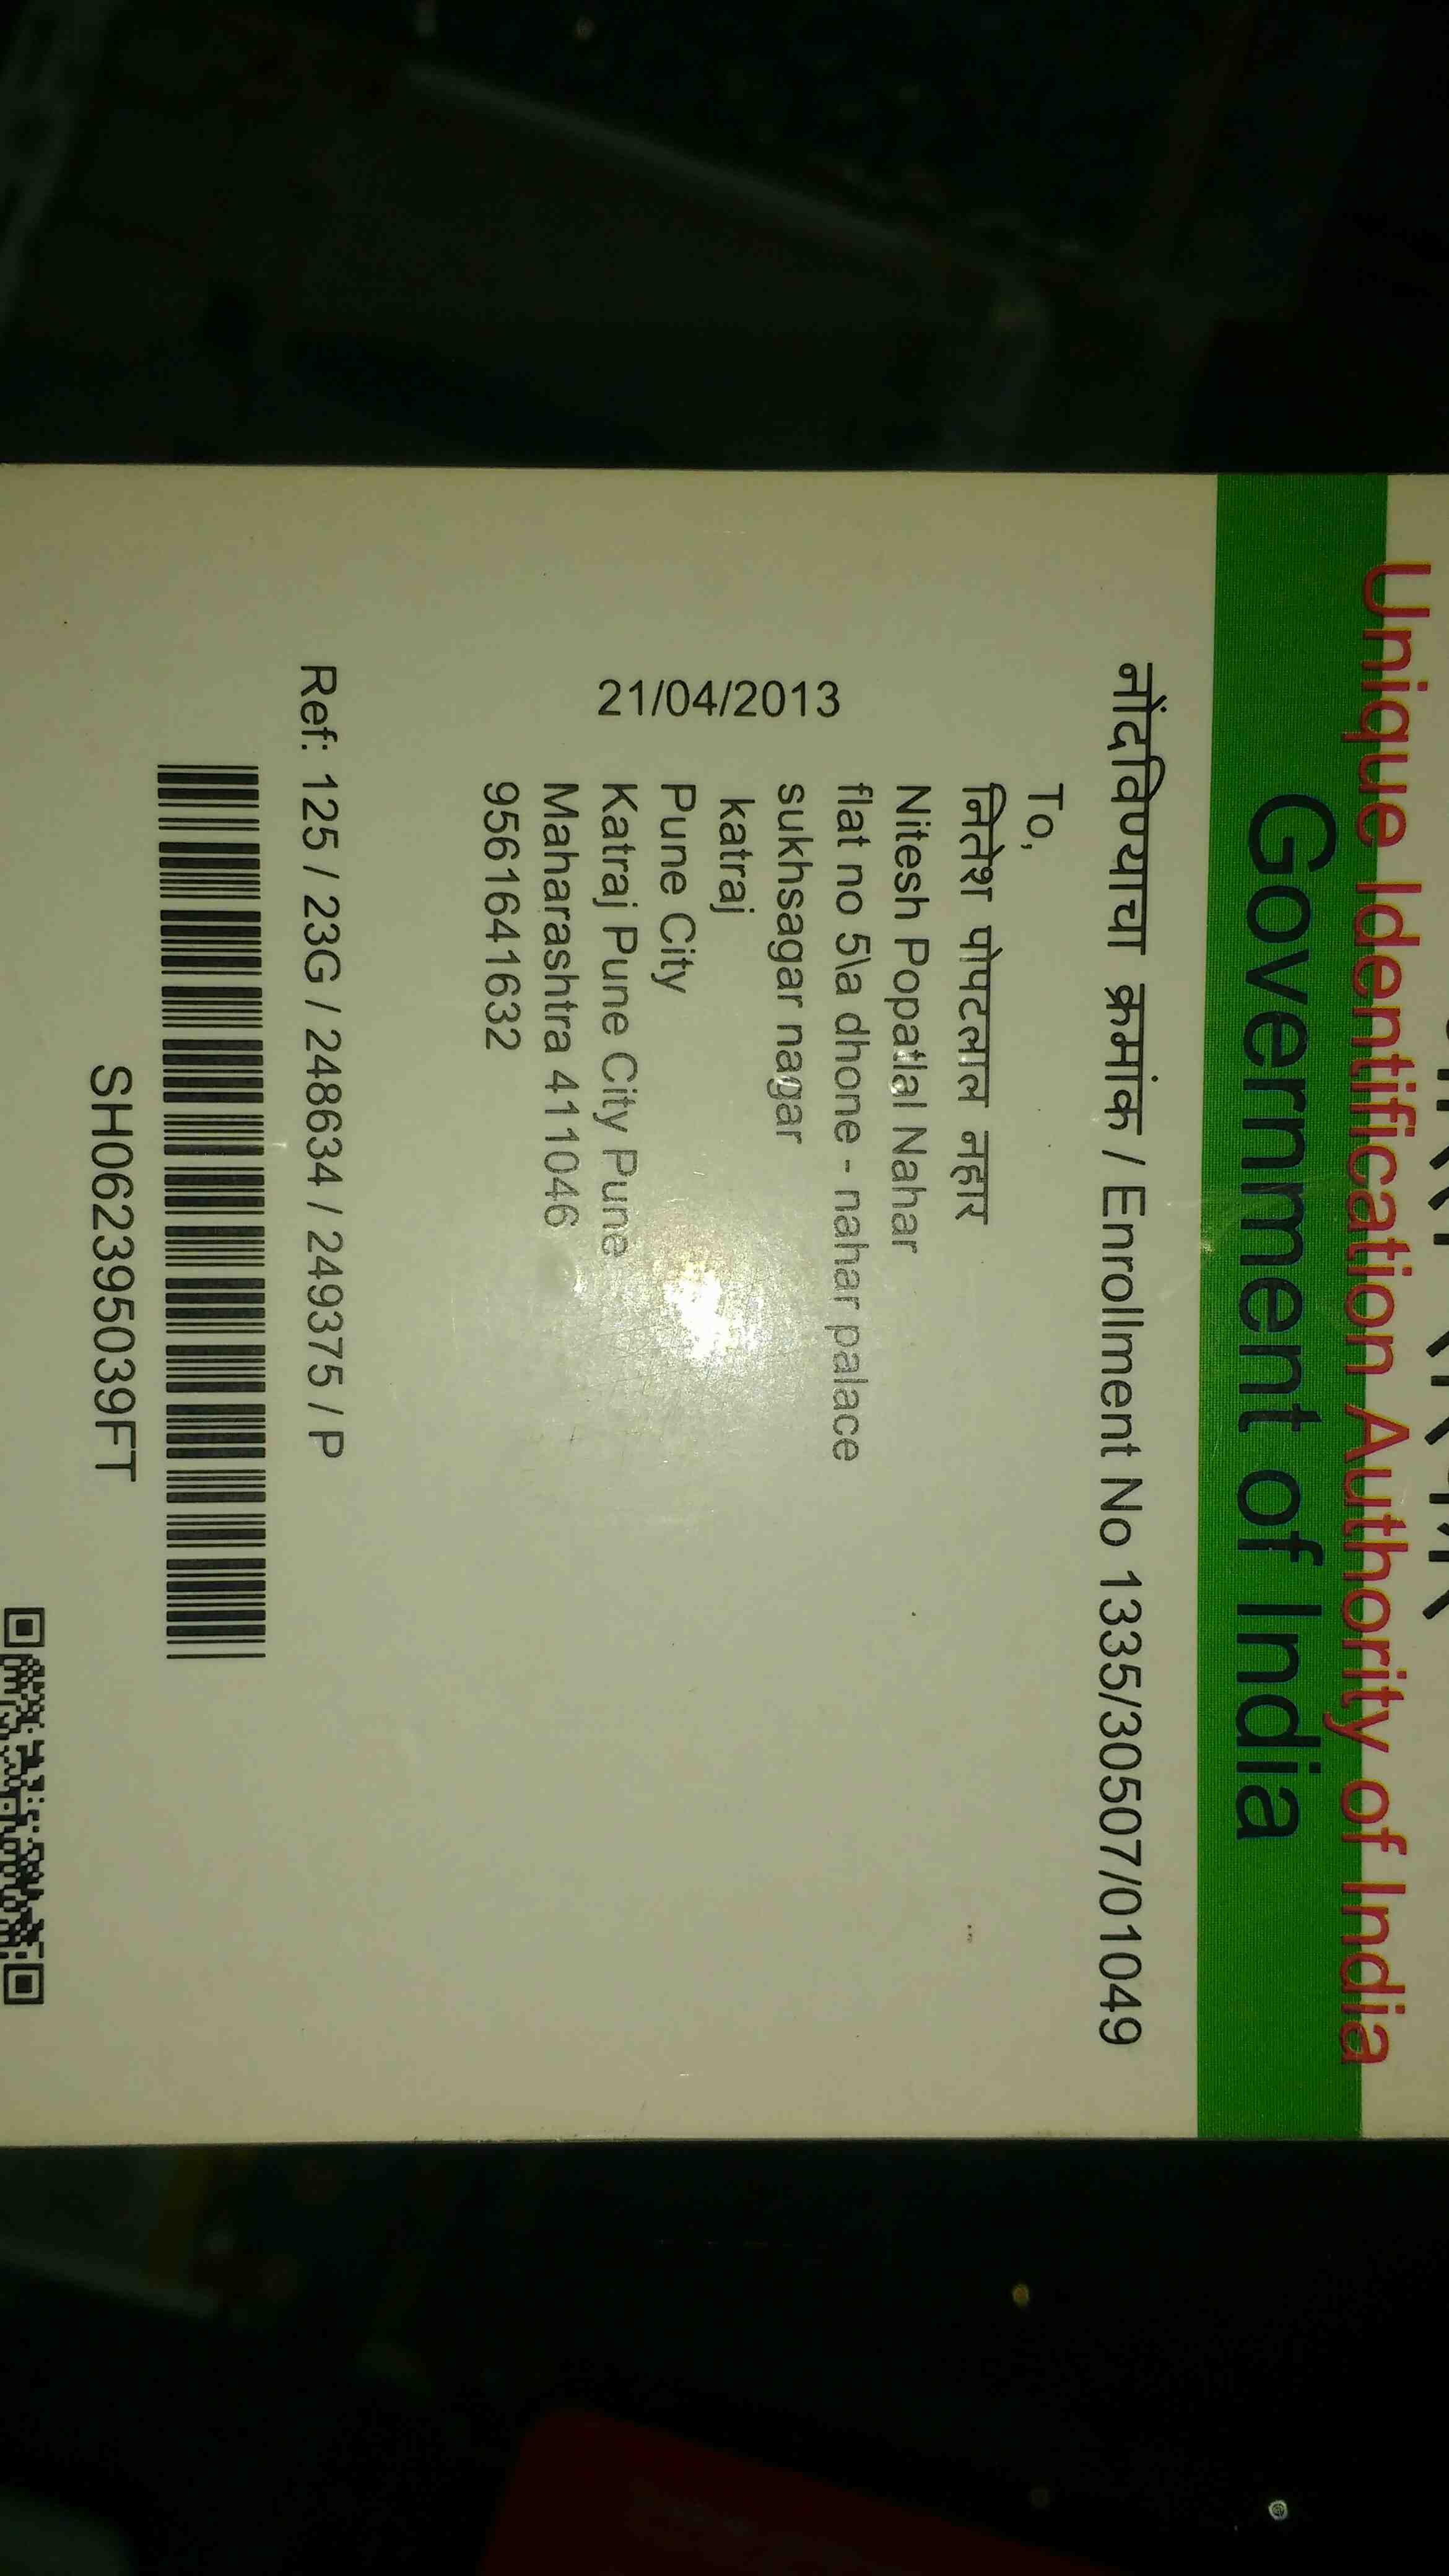 Unique Identification Authority of India
Government of India
नोंदविण्याचा क्रमांक / Enrollment No 1335/30507/01049
To,
नितेश पोपटलाल नहार
Nitesh Popatlal Nahar
flat no 5\a dhone - nahar palace
sukhsagar nagar
katraj
Pune City
Katraj Pune City Pune
Maharashtra 411046
9561641632
21/04/2013
Ref: 125 / 23G / 248634 / 249375 / P
SH062395039FT